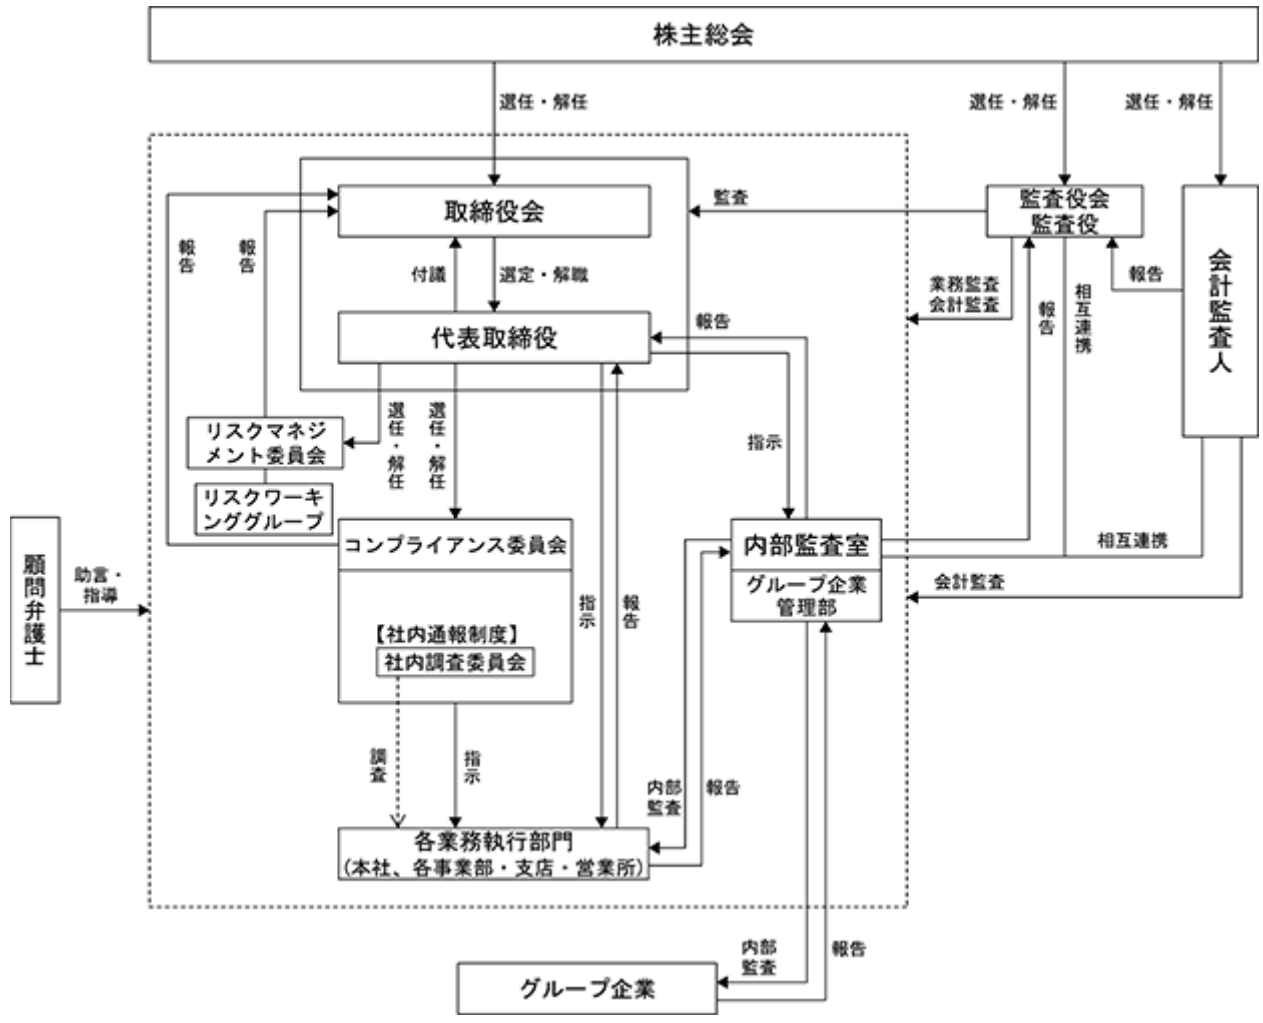 株主総会
選任・解任
選任・解任
選任・解任
取締役会
監査
監査役会
監査役
会計監査人
報告
報告
付議
選定・解職
業務監査
会計監査
報告
相互連携
報告
代表取締役
報告
選任・解任
選任・解任
指示
リスクマネジ
メント委員会
リスクワーキ
ンググループ
コンプライアンス委員会
内部監査室
グループ企業
管理部
相互連携
会計監査
顧問弁護士
助言・
指導
指示
報告
【社内通報制度】
社内調査委員会
調査
指示
内部
監査
報告
各業務執行部門
(本社、各事業部・支店・営業所)
内部
監査
報告
グループ企業